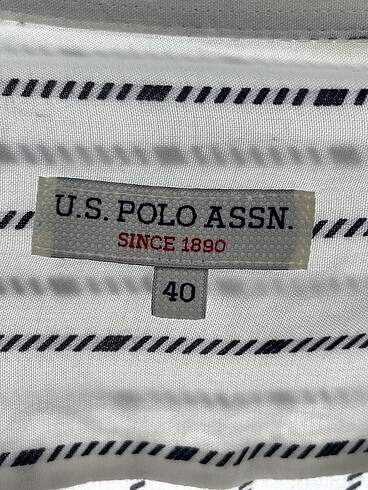 U.S. POLO ASSN.
SINCE 1890
40